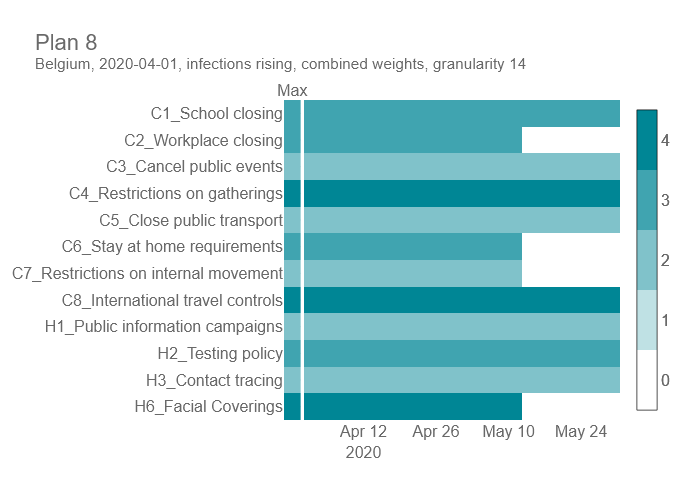 Plan 8
Belgium, 2020-04-01, infections rising, combined weights, granularity 14
Max
C1_School closing
C2_Workplace closing
C3_Cancel public events
C4_Restrictions on gatherings
C5_Close public transport
C6_Stay at home requirements
C7_Restrictions on internal movement
C8_International travel controls
H1_Public information campaigns
H2_Testing policy
H3_Contact tracing
H6_Facial Coverings
4
3
2
1
0
Apr 12 Apr 26 May 10 May 24
2020